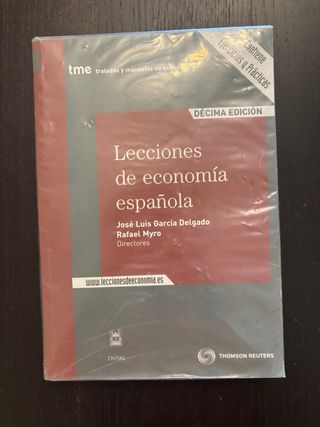 tme tratados y manuales de
Contiene
Ejercicios y Prácticas
DÉCIMA EDICIÓN
Lecciones
de economía
española
José Luis García Delgado
Rafael Myro
Directores
www.leccionesdeeconomia.es
CIVITAS
THOMSON REUTERS